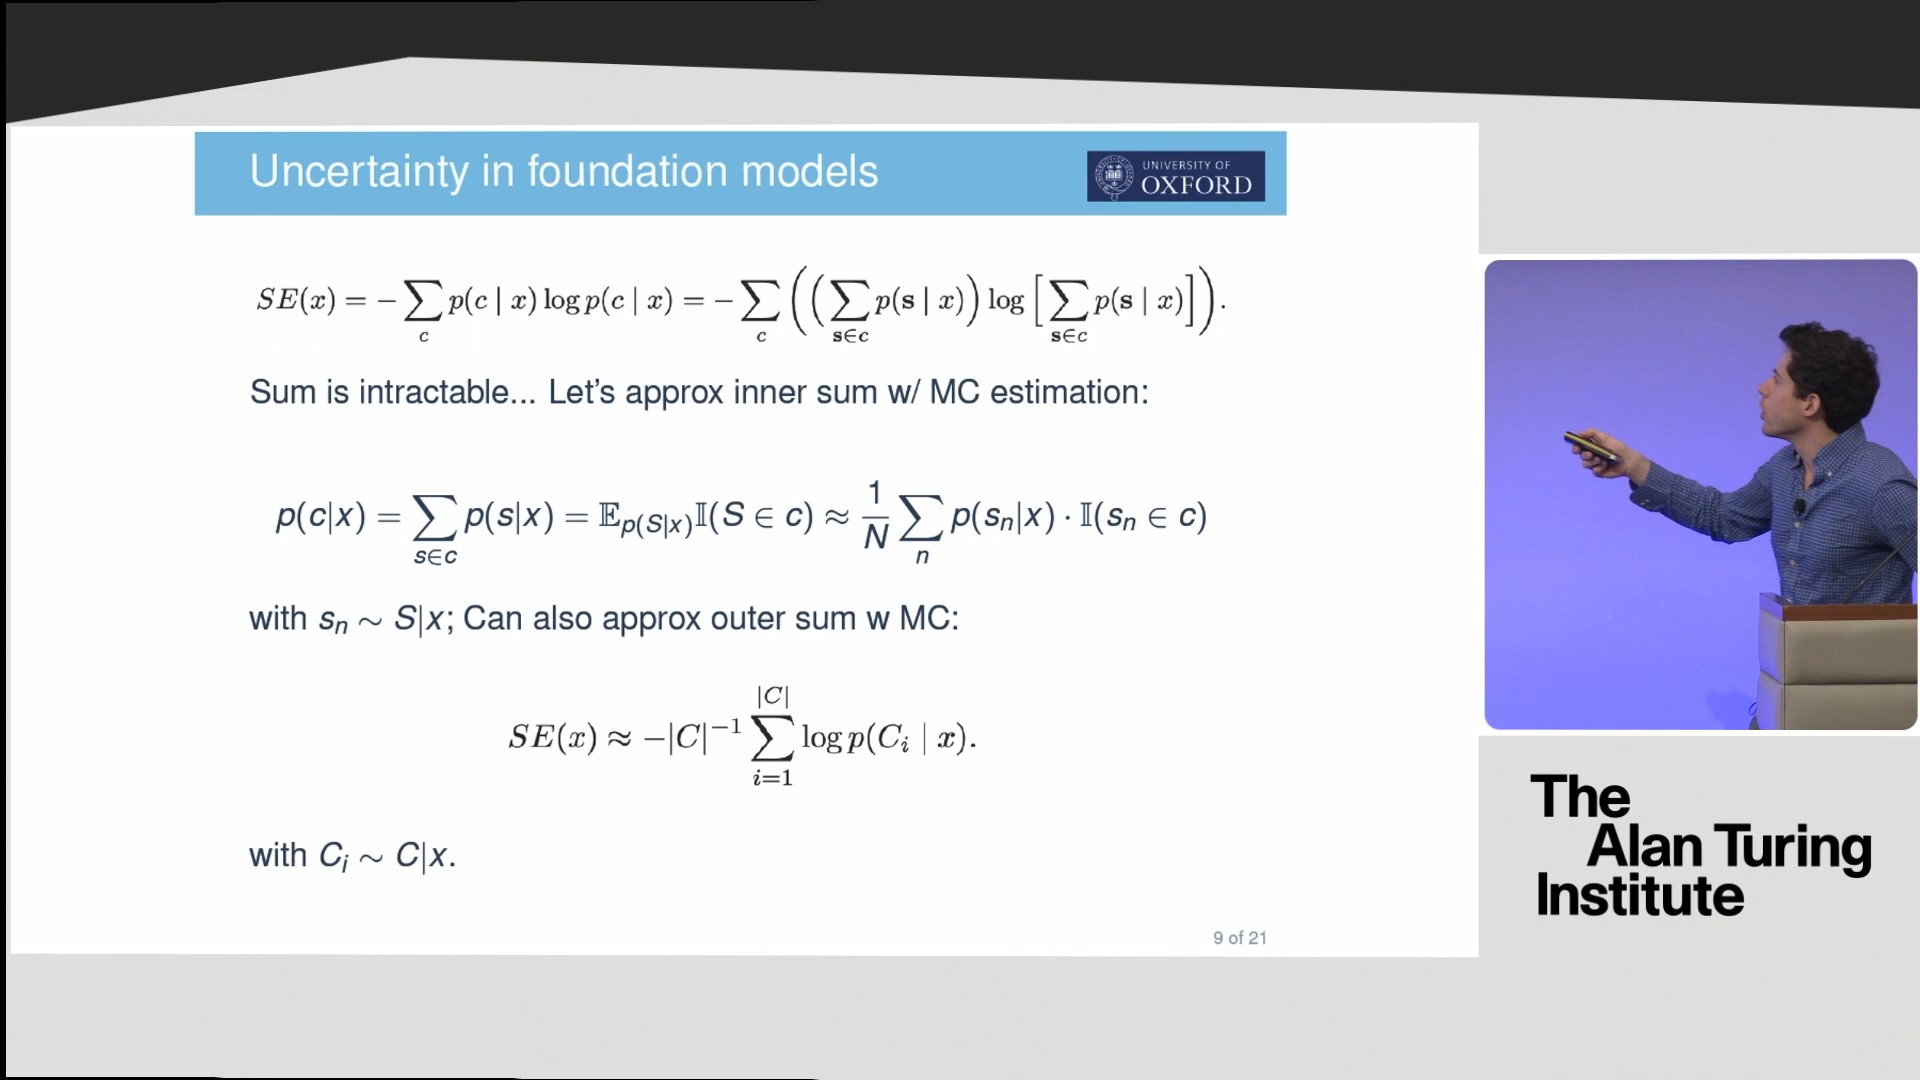 Uncertainty in foundation models
UNIVERSITY OF
OXFORD
SE(x) = − ∑_c p(c | x) log p(c | x) = − ∑_c ((∑_{s∈c} p(s | x)) log [∑_{s∈c} p(s | x)]).
Sum is intractable... Let's approx inner sum w/ MC estimation:
p(c|x) = ∑_{s∈c} p(s|x) = 𝔼_{p(S|x)} 𝕀(S ∈ c) ≈ 1/N ∑_n p(s_n|x) · 𝕀(s_n ∈ c)
with s_n ∼ S|x; Can also approx outer sum w MC:
SE(x) ≈ −|C|⁻¹ ∑_{i=1}^{|C|} log p(C_i | x).
with C_i ∼ C|x.
9 of 21
The
Alan Turing
Institute